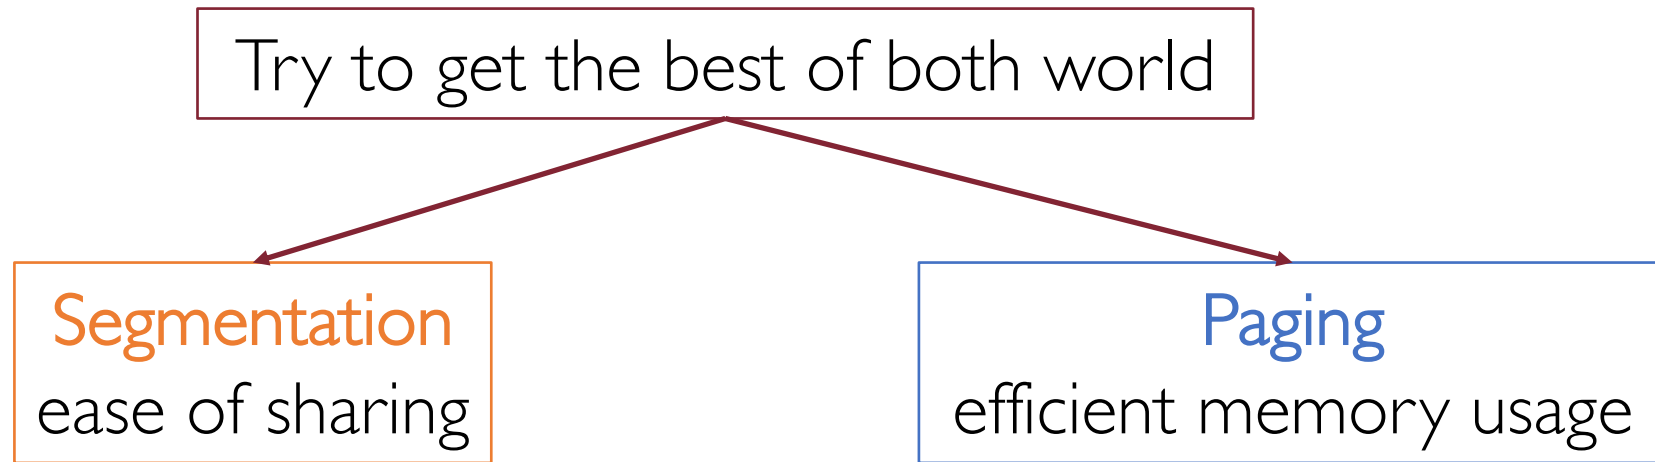 Try to get the best of both world
Segmentation
ease of sharing
Paging
efficient memory usage